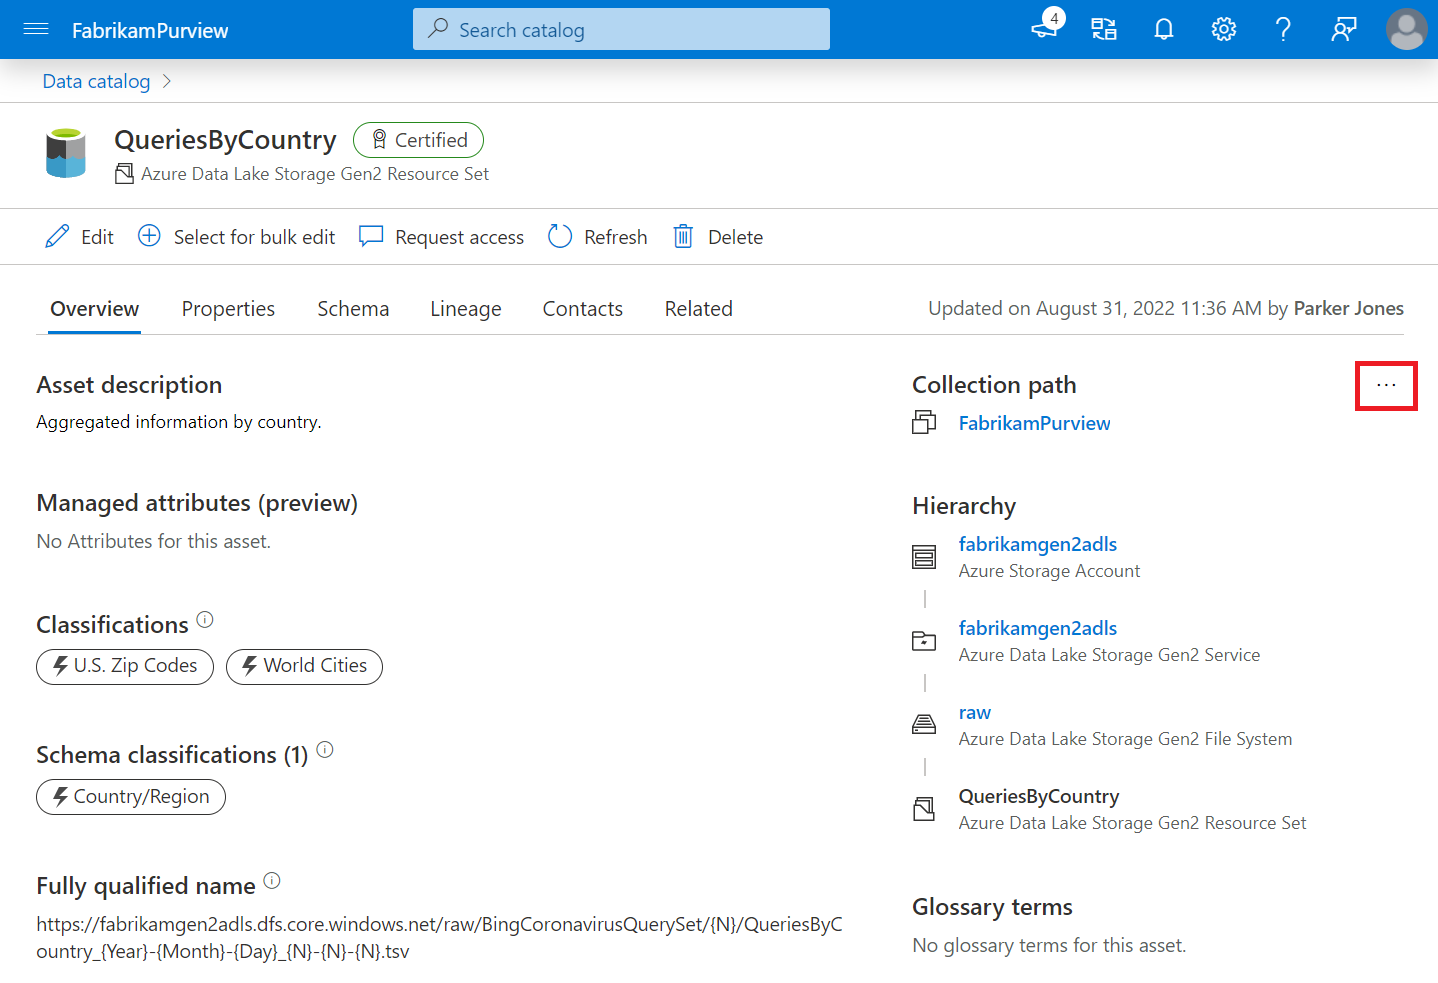 FabrikamPurview
Search catalog
4
Data catalog
QueriesByCountry
Certified
Azure Data Lake Storage Gen2 Resource Set
Edit
Select for bulk edit
Request access
Refresh
Delete
Overview
Properties
Schema
Lineage
Contacts
Related
Updated on August 31, 2022 11:36 AM by Parker Jones
Asset description
Aggregated information by country.
Managed attributes (preview)
No Attributes for this asset.
Classifications
U.S. Zip Codes
World Cities
Schema classifications (1)
Country/Region
Fully qualified name
https://fabrikamgen2adls.dfs.core.windows.net/raw/BingCoronavirusQuerySet/{N}/QueriesByC
ountry_{Year}-{Month}-{Day}_{N}-{N}-{N}.tsv
Collection path
...
FabrikamPurview
Hierarchy
fabrikamgen2adls
Azure Storage Account
fabrikamgen2adls
Azure Data Lake Storage Gen2 Service
raw
Azure Data Lake Storage Gen2 File System
QueriesByCountry
Azure Data Lake Storage Gen2 Resource Set
Glossary terms
No glossary terms for this asset.